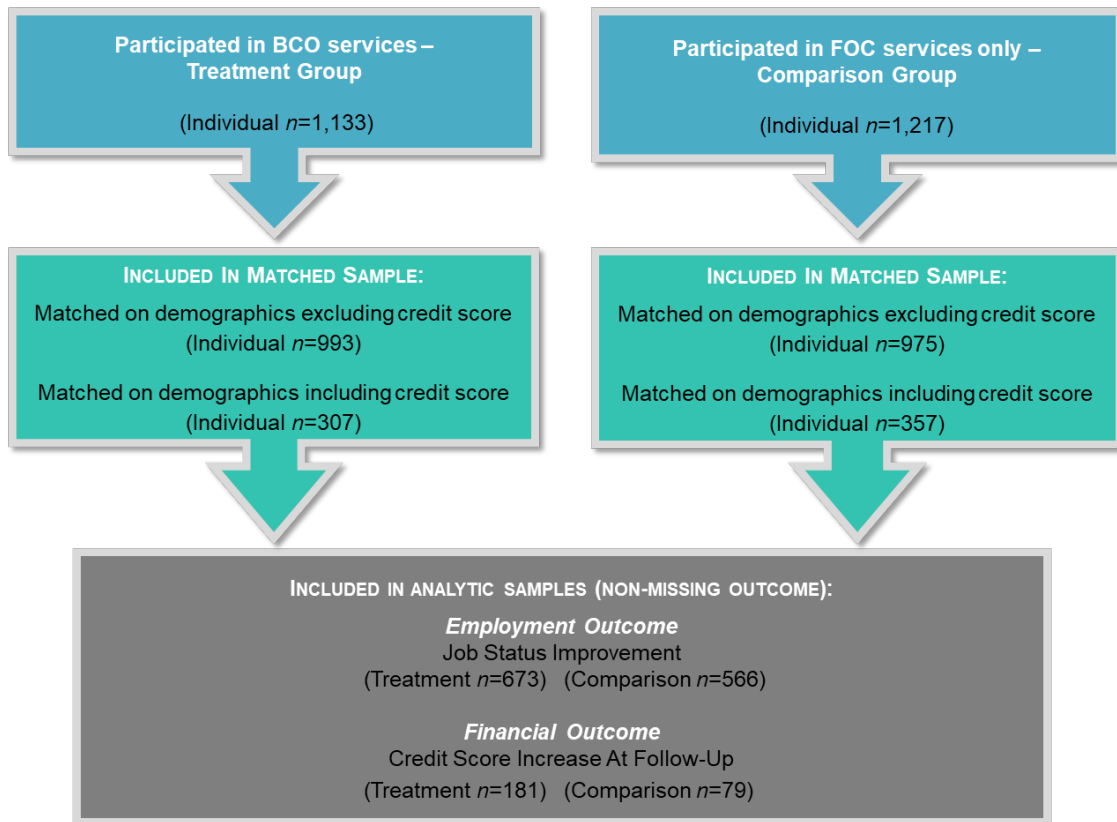 Participated in BCO services –
Treatment Group
(Individual n=1,133)
Participated in FOC services only –
Comparison Group
(Individual n=1,217)
INCLUDED IN MATCHED SAMPLE:
Matched on demographics excluding credit score
(Individual n=993)
Matched on demographics including credit score
(Individual n=307)
INCLUDED IN MATCHED SAMPLE:
Matched on demographics excluding credit score
(Individual n=975)
Matched on demographics including credit score
(Individual n=357)
INCLUDED IN ANALYTIC SAMPLES (NON-MISSING OUTCOME):
Employment Outcome
Job Status Improvement
(Treatment n=673) (Comparison n=566)
Financial Outcome
Credit Score Increase At Follow-Up
(Treatment n=181) (Comparison n=79)